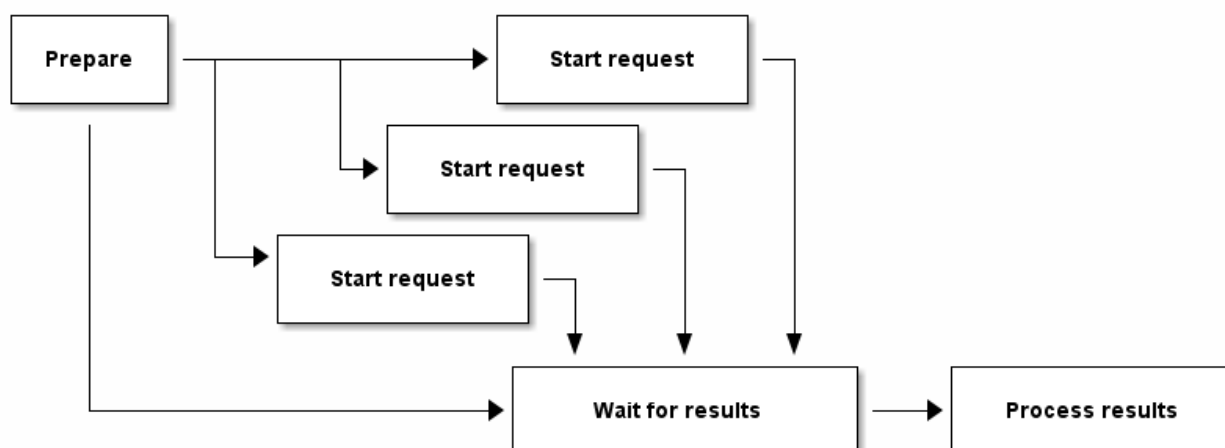 Prepare
Start request
Start request
Start request
Wait for results
Process results